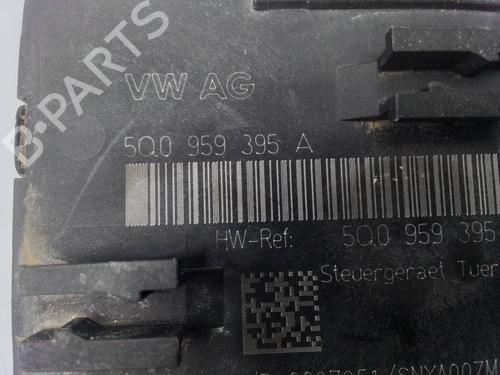 B-PARTS
VW AG
5Q0 959 395 A
HW-Ref: 5Q0 959 395
Steuergeraet Tuer